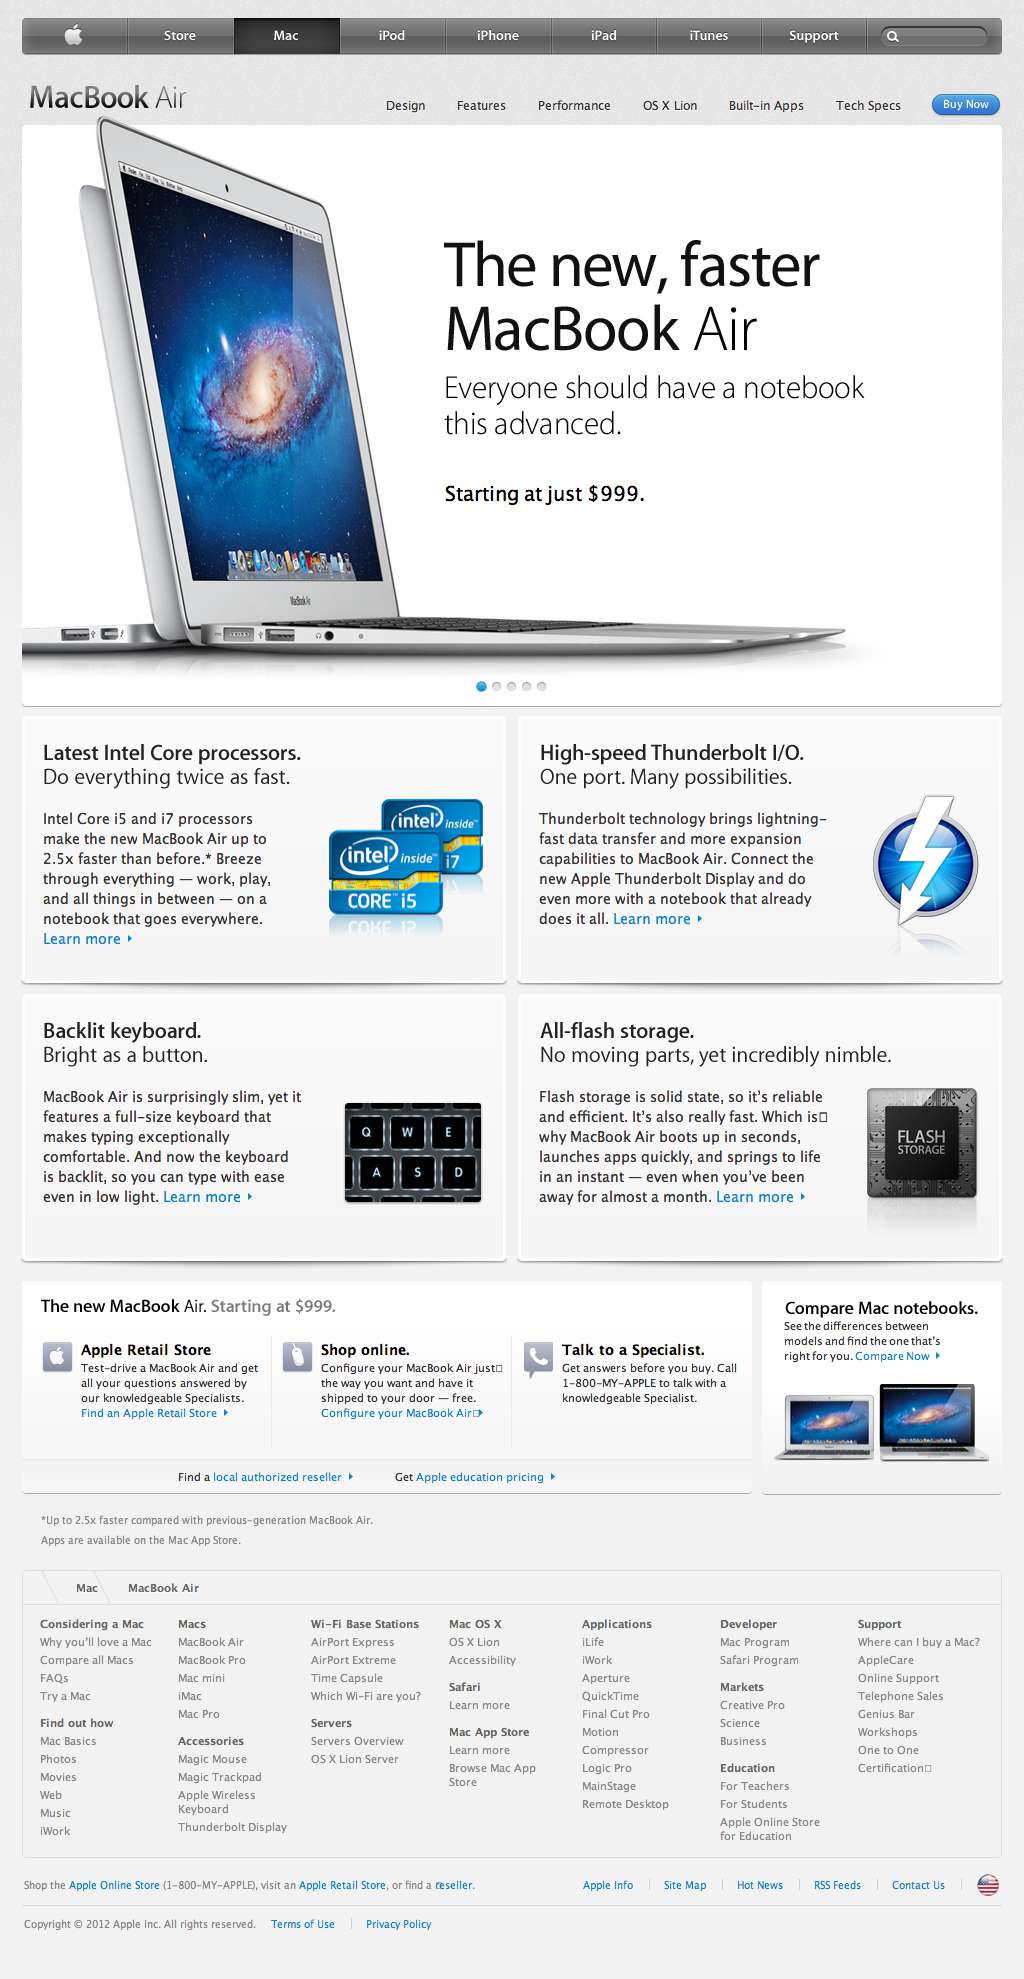 Store
Mac
iPod
iPhone
iPad
iTunes
Support
MacBook Air
Design
Features
Performance
OS X Lion
Built-in Apps
Tech Specs
Buy Now
The new, faster
MacBook Air
Everyone should have a notebook
this advanced.
Starting at just $999.
MacBook Air
Latest Intel Core processors.
Do everything twice as fast.
Intel Core i5 and i7 processors
make the new MacBook Air up to
2.5x faster than before.* Breeze
through everything — work, play,
and all things in between — on a
notebook that goes everywhere.
Learn more
intel inside™
i7
intel inside™
CORE™ i5
High-speed Thunderbolt I/O.
One port. Many possibilities.
Thunderbolt technology brings lightning-
fast data transfer and more expansion
capabilities to MacBook Air. Connect the
new Apple Thunderbolt Display and do
even more with a notebook that already
does it all. Learn more
Backlit keyboard.
Bright as a button.
MacBook Air is surprisingly slim, yet it
features a full-size keyboard that
makes typing exceptionally
comfortable. And now the keyboard
is backlit, so you can type with ease
even in low light. Learn more
Q W E
A S D
All-flash storage.
No moving parts, yet incredibly nimble.
Flash storage is solid state, so it's reliable
and efficient. It's also really fast. Which is
why MacBook Air boots up in seconds,
launches apps quickly, and springs to life
in an instant — even when you've been
away for almost a month. Learn more
FLASH
STORAGE
The new MacBook Air. Starting at $999.
Apple Retail Store
Test-drive a MacBook Air and get
all your questions answered by
our knowledgeable Specialists.
Find an Apple Retail Store
Shop online.
Configure your MacBook Air just
the way you want and have it
shipped to your door — free.
Configure your MacBook Air
Talk to a Specialist.
Get answers before you buy. Call
1-800-MY-APPLE to talk with a
knowledgeable Specialist.
Find a local authorized reseller
Get Apple education pricing
Compare Mac notebooks.
See the differences between
models and find the one that's
right for you. Compare Now
*Up to 2.5x faster compared with previous-generation MacBook Air.
Apps are available on the Mac App Store.
Mac
MacBook Air
Considering a Mac
Why you'll love a Mac
Compare all Macs
FAQs
Try a Mac
Find out how
Mac Basics
Photos
Movies
Web
Music
iWork
Macs
MacBook Air
MacBook Pro
Mac mini
iMac
Mac Pro
Accessories
Magic Mouse
Magic Trackpad
Apple Wireless
Keyboard
Thunderbolt Display
Wi-Fi Base Stations
AirPort Express
AirPort Extreme
Time Capsule
Which Wi-Fi are you?
Servers
Servers Overview
OS X Lion Server
Mac OS X
OS X Lion
Accessibility
Safari
Learn more
Mac App Store
Learn more
Browse Mac App
Store
Applications
iLife
iWork
Aperture
QuickTime
Final Cut Pro
Motion
Compressor
Logic Pro
MainStage
Remote Desktop
Developer
Mac Program
Safari Program
Markets
Creative Pro
Science
Business
Education
For Teachers
For Students
Apple Online Store
for Education
Support
Where can I buy a Mac?
AppleCare
Online Support
Telephone Sales
Genius Bar
Workshops
One to One
Certification
Shop the Apple Online Store (1-800-MY-APPLE), visit an Apple Retail Store, or find a reseller.
Apple Info
Site Map
Hot News
RSS Feeds
Contact Us
Copyright © 2012 Apple Inc. All rights reserved.
Terms of Use
Privacy Policy